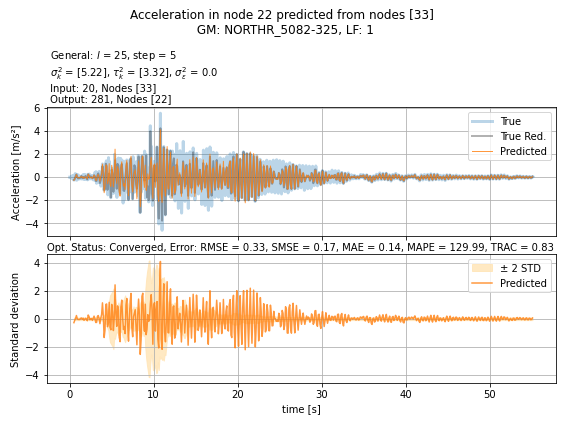 Acceleration in node 22 predicted from nodes [33]
GM: NORTHR_5082-325, LF: 1
General: l = 25, step = 5
σ²ₖ = [5.22], τ²ₖ = [3.32], σ²ε = 0.0
Input: 20, Nodes [33]
Output: 281, Nodes [22]
Acceleration [m/s²]
6
4
2
0
−2
−4
True
True Red.
Predicted
Opt. Status: Converged, Error: RMSE = 0.33, SMSE = 0.17, MAE = 0.14, MAPE = 129.99, TRAC = 0.83
Standard deviation
4
2
0
−2
−4
± 2 STD
Predicted
0 10 20 30 40 50
time [s]